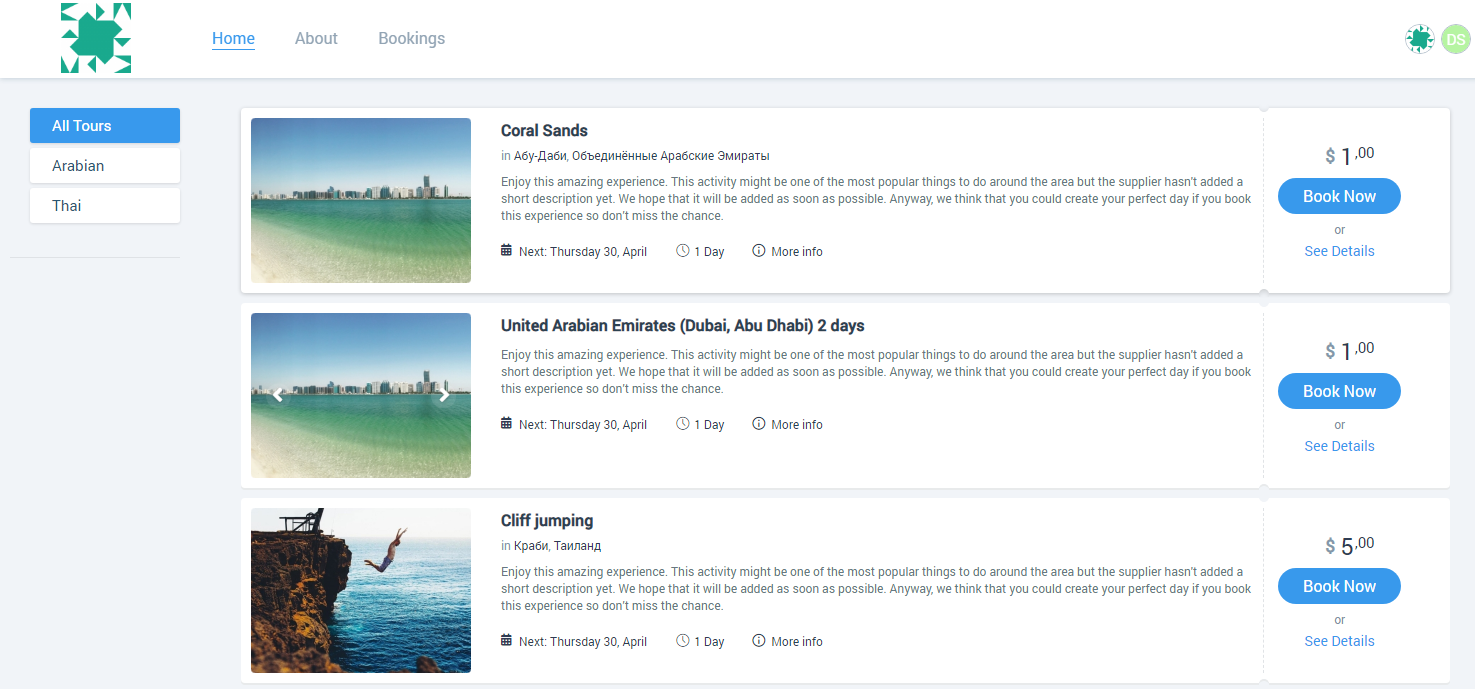 Home About Bookings DS
All Tours
Arabian
Thai
Coral Sands
in Абу-Даби, Объединённые Арабские Эмираты
Enjoy this amazing experience. This activity might be one of the most popular things to do around the area but the supplier hasn't added a
short description yet. We hope that it will be added as soon as possible. Anyway, we think that you could create your perfect day if you book
this experience so don't miss the chance.
Next: Thursday 30, April 1 Day More info
$ 1,00
Book Now
or
See Details
United Arabian Emirates (Dubai, Abu Dhabi) 2 days
Enjoy this amazing experience. This activity might be one of the most popular things to do around the area but the supplier hasn't added a
short description yet. We hope that it will be added as soon as possible. Anyway, we think that you could create your perfect day if you book
this experience so don't miss the chance.
Next: Thursday 30, April 1 Day More info
$ 1,00
Book Now
or
See Details
Cliff jumping
in Краби, Таиланд
Enjoy this amazing experience. This activity might be one of the most popular things to do around the area but the supplier hasn't added a
short description yet. We hope that it will be added as soon as possible. Anyway, we think that you could create your perfect day if you book
this experience so don't miss the chance.
Next: Thursday 30, April 1 Day More info
$ 5,00
Book Now
or
See Details